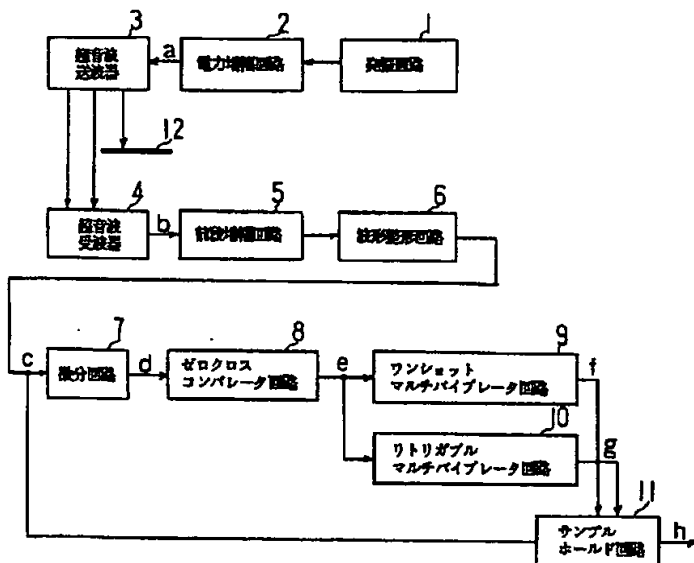 3
2
1
超音波
送波器
a
電力増幅回路
発振回路
12
4
5
6
超音波
受波器
b
前段増幅回路
波形整形回路
7
8
9
c
微分回路
d
ゼロクロス
コンパレータ回路
e
ワンショット
マルチバイブレータ回路
f
10
リトリガブル
マルチバイブレータ回路
g
11
サンプル
ホールド回路
h